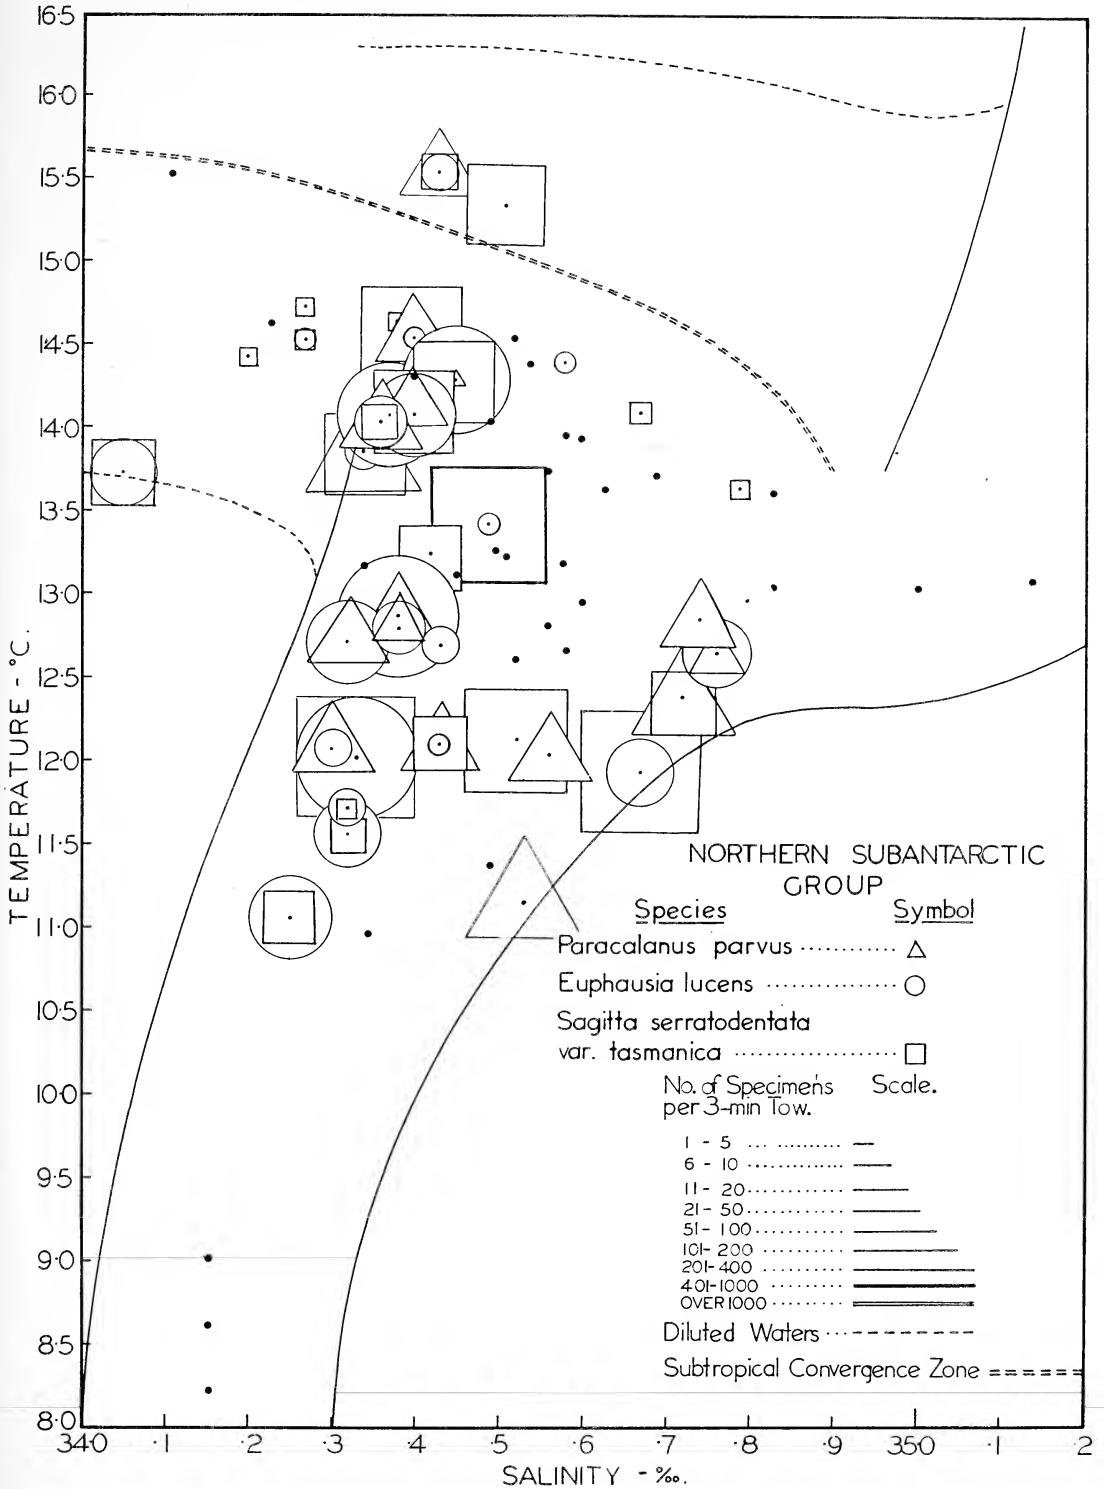 16·5
16·0
15·5
15·0
14·5
14·0
13·5
13·0
12·5
12·0
11·5
11·0
10·5
10·0
9·5
9·0
8·5
8·0
TEMPERATURE - °C.
34·0 ·1 ·2 ·3 ·4 ·5 ·6 ·7 ·8 ·9 35·0 ·1 ·2
SALINITY - ‰.
NORTHERN SUBANTARCTIC
GROUP
Species Symbol
Paracalanus parvus
Euphausia lucens
Sagitta serratodentata
var. tasmanica
No. of Specimens Scale.
per 3-min Tow.
1 - 5
6 - 10
11 - 20
21 - 50
51 - 100
101 - 200
201 - 400
401 - 1000
OVER 1000
Diluted Waters
Subtropical Convergence Zone